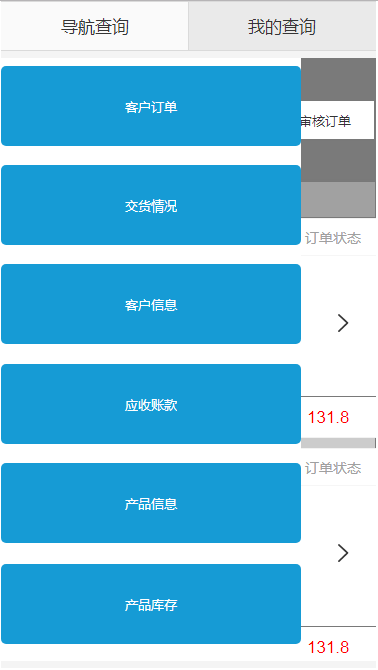 导航查询
我的查询
客户订单
审核订单
交货情况
订单状态
客户信息
应收账款
131.8
订单状态
产品信息
产品库存
131.8